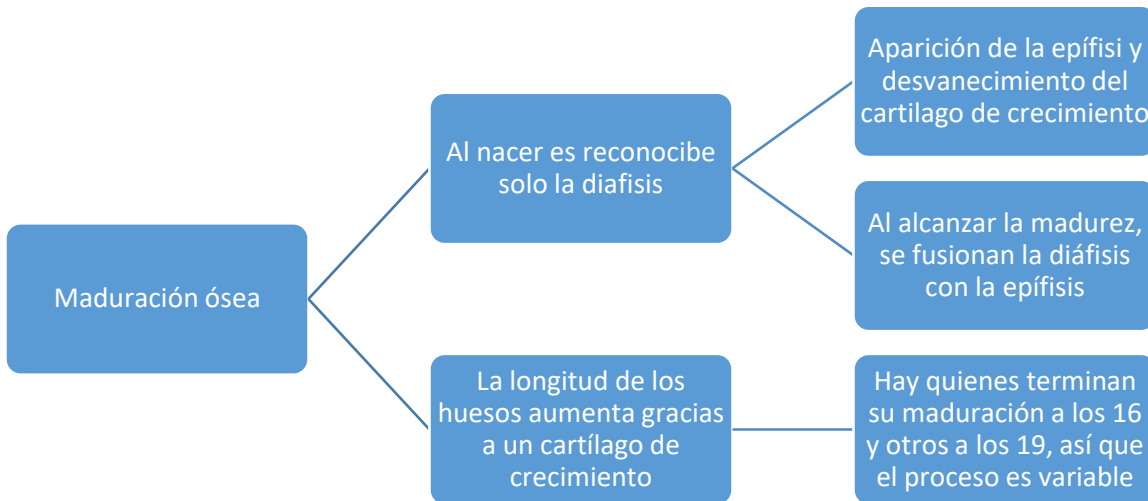 Maduración ósea
Al nacer es reconocibe
solo la diafisis
Aparición de la epífisi y
desvanecimiento del
cartilago de crecimiento
Al alcanzar la madurez,
se fusionan la diáfisis
con la epífisis
La longitud de los
huesos aumenta gracias
a un cartílago de
crecimiento
Hay quienes terminan
su maduración a los 16
y otros a los 19, así que
el proceso es variable